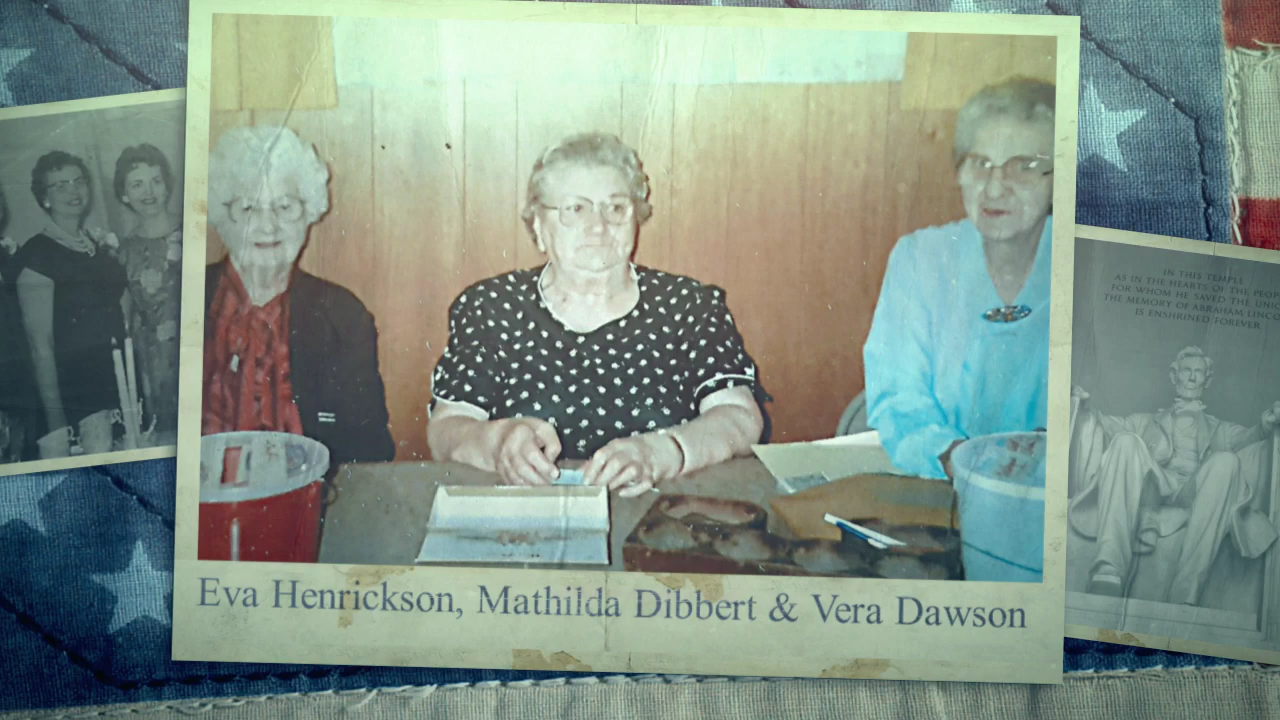 Eva Henrickson, Mathilda Dibbert & Vera Dawson
IN THIS TEMPLE
AS IN THE HEARTS OF THE
FOR WHOM HE SAVED THE
THE MEMORY OF ABRAHAM
IS ENSHRINED FOREVER